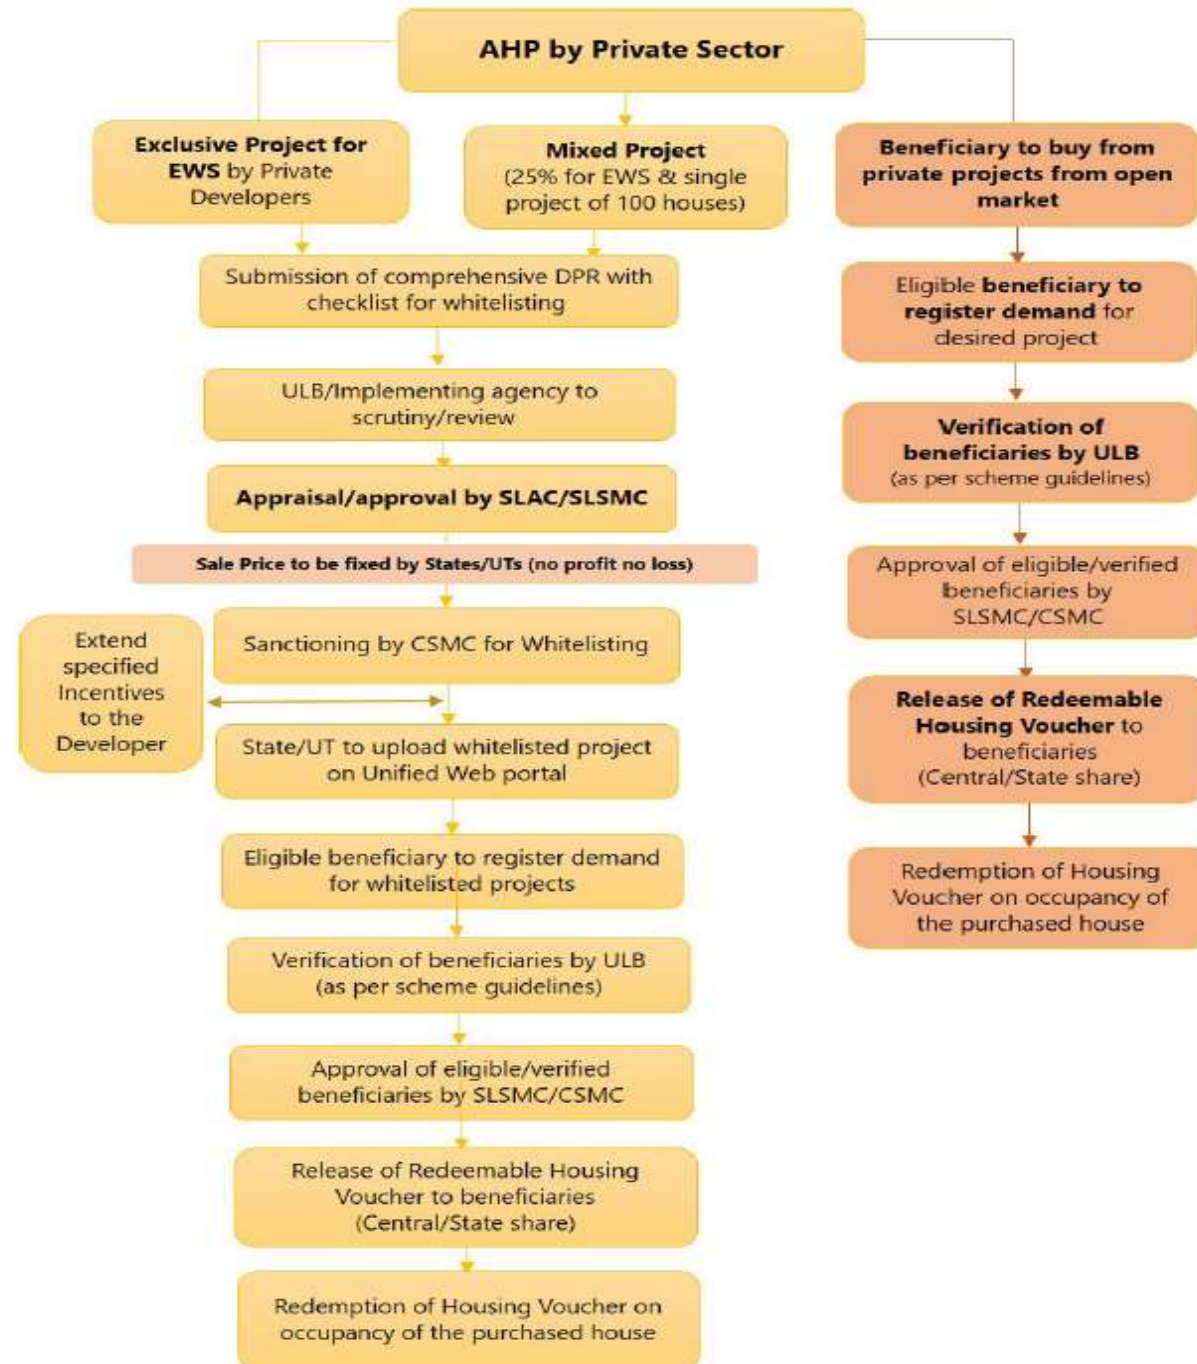 AHP by Private Sector
Exclusive Project for
EWS by Private
Developers
Mixed Project
(25% for EWS & single
project of 100 houses)
Beneficiary to buy from
private projects from open
market
Submission of comprehensive DPR with
checklist for whitelisting
Eligible beneficiary to
register demand for
desired project
ULB/Implementing agency to
scrutiny/review
Verification of
beneficiaries by ULB
(as per scheme guidelines)
Appraisal/approval by SLAC/SLSMC
Sale Price to be fixed by States/UTs (no profit no loss)
Approval of eligible/verified
beneficiaries by
SLSMC/CSMC
Extend
specified
Incentives
to the
Developer
Sanctioning by CSMC for Whitelisting
State/UT to upload whitelisted project
on Unified Web portal
Release of Redeemable
Housing Voucher to
beneficiaries
(Central/State share)
Eligible beneficiary to register demand
for whitelisted projects
Redemption of Housing
Voucher on occupancy of
the purchased house
Verification of beneficiaries by ULB
(as per scheme guidelines)
Approval of eligible/verified
beneficiaries by SLSMC/CSMC
Release of Redeemable Housing
Voucher to beneficiaries
(Central/State share)
Redemption of Housing Voucher on
occupancy of the purchased house